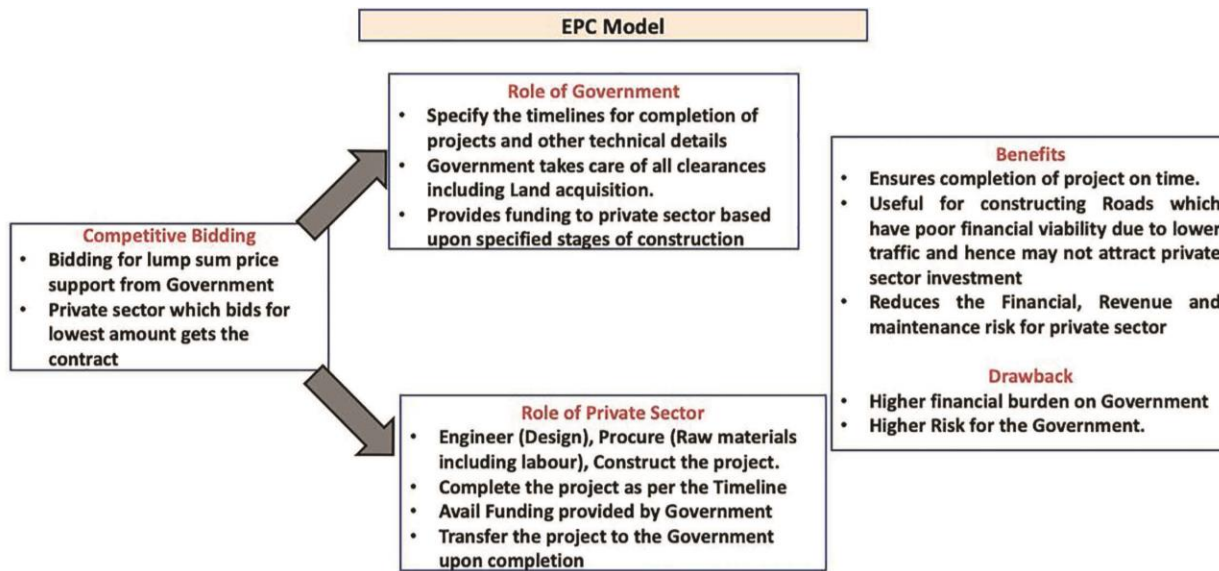 EPC Model
Competitive Bidding
• Bidding for lump sum price
support from Government
• Private sector which bids for
lowest amount gets the
contract
Role of Government
• Specify the timelines for completion of
projects and other technical details
• Government takes care of all clearances
including Land acquisition.
• Provides funding to private sector based
upon specified stages of construction
Role of Private Sector
• Engineer (Design), Procure (Raw materials
including labour), Construct the project.
• Complete the project as per the Timeline
• Avail Funding provided by Government
• Transfer the project to the Government
upon completion
Benefits
• Ensures completion of project on time.
• Useful for constructing Roads which
have poor financial viability due to lower
traffic and hence may not attract private
sector investment
• Reduces the Financial, Revenue and
maintenance risk for private sector
Drawback
• Higher financial burden on Government
• Higher Risk for the Government.